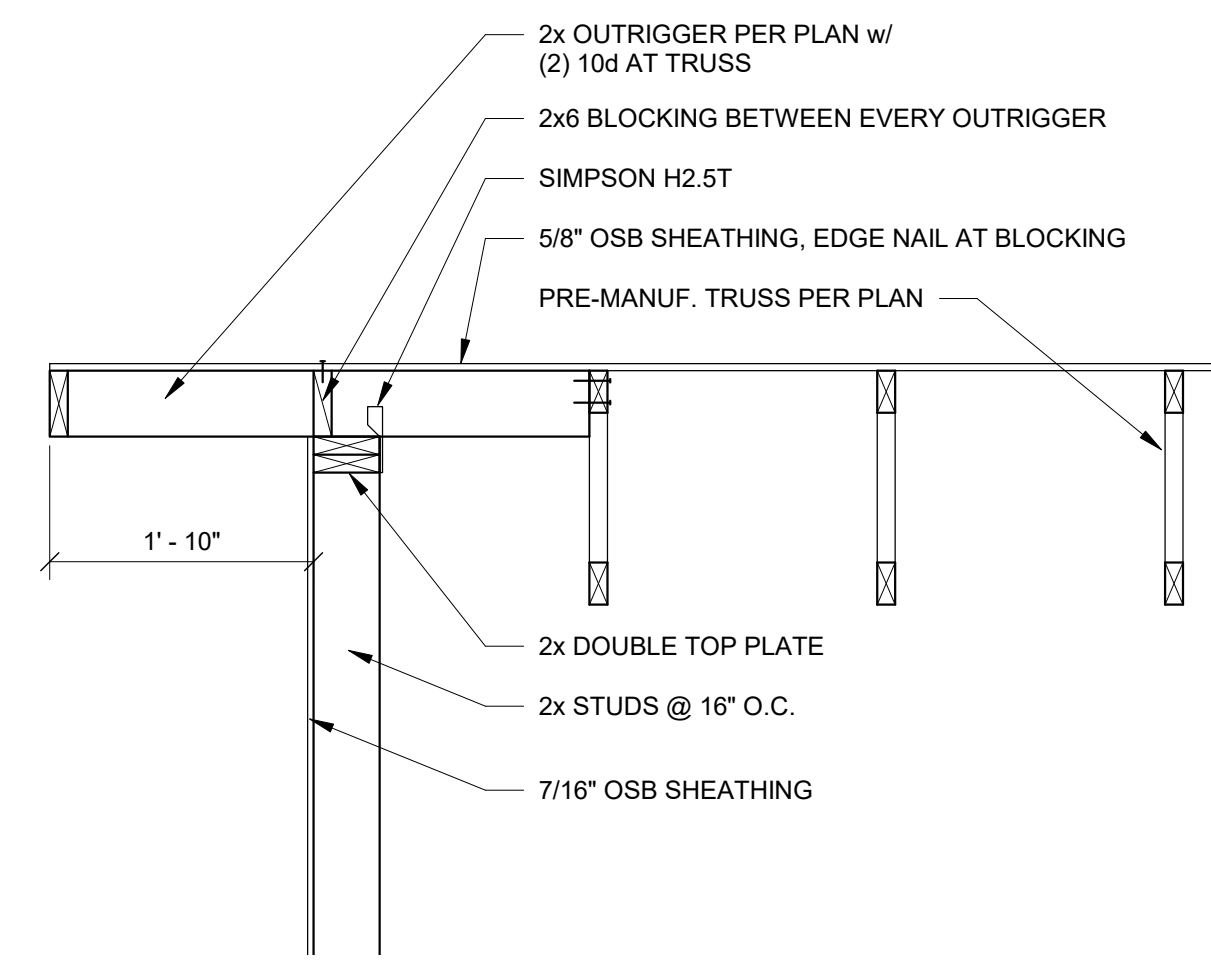 2x OUTRIGGER PER PLAN w/
(2) 10d AT TRUSS
2x6 BLOCKING BETWEEN EVERY OUTRIGGER
SIMPSON H2.5T
5/8" OSB SHEATHING, EDGE NAIL AT BLOCKING
PRE-MANUF. TRUSS PER PLAN
1' - 10"
2x DOUBLE TOP PLATE
2x STUDS @ 16" O.C.
7/16" OSB SHEATHING